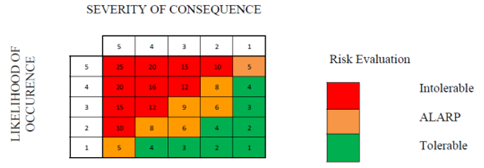 SEVERITY OF CONSEQUENCE
LIKELIHOOD OF
OCCURENCE
5 4 3 2 1
5 25 20 15 10 5
4 20 16 12 8 4
3 15 12 9 6 3
2 10 8 6 4 2
1 5 4 3 2 1
Risk Evaluation
Intolerable
ALARP
Tolerable